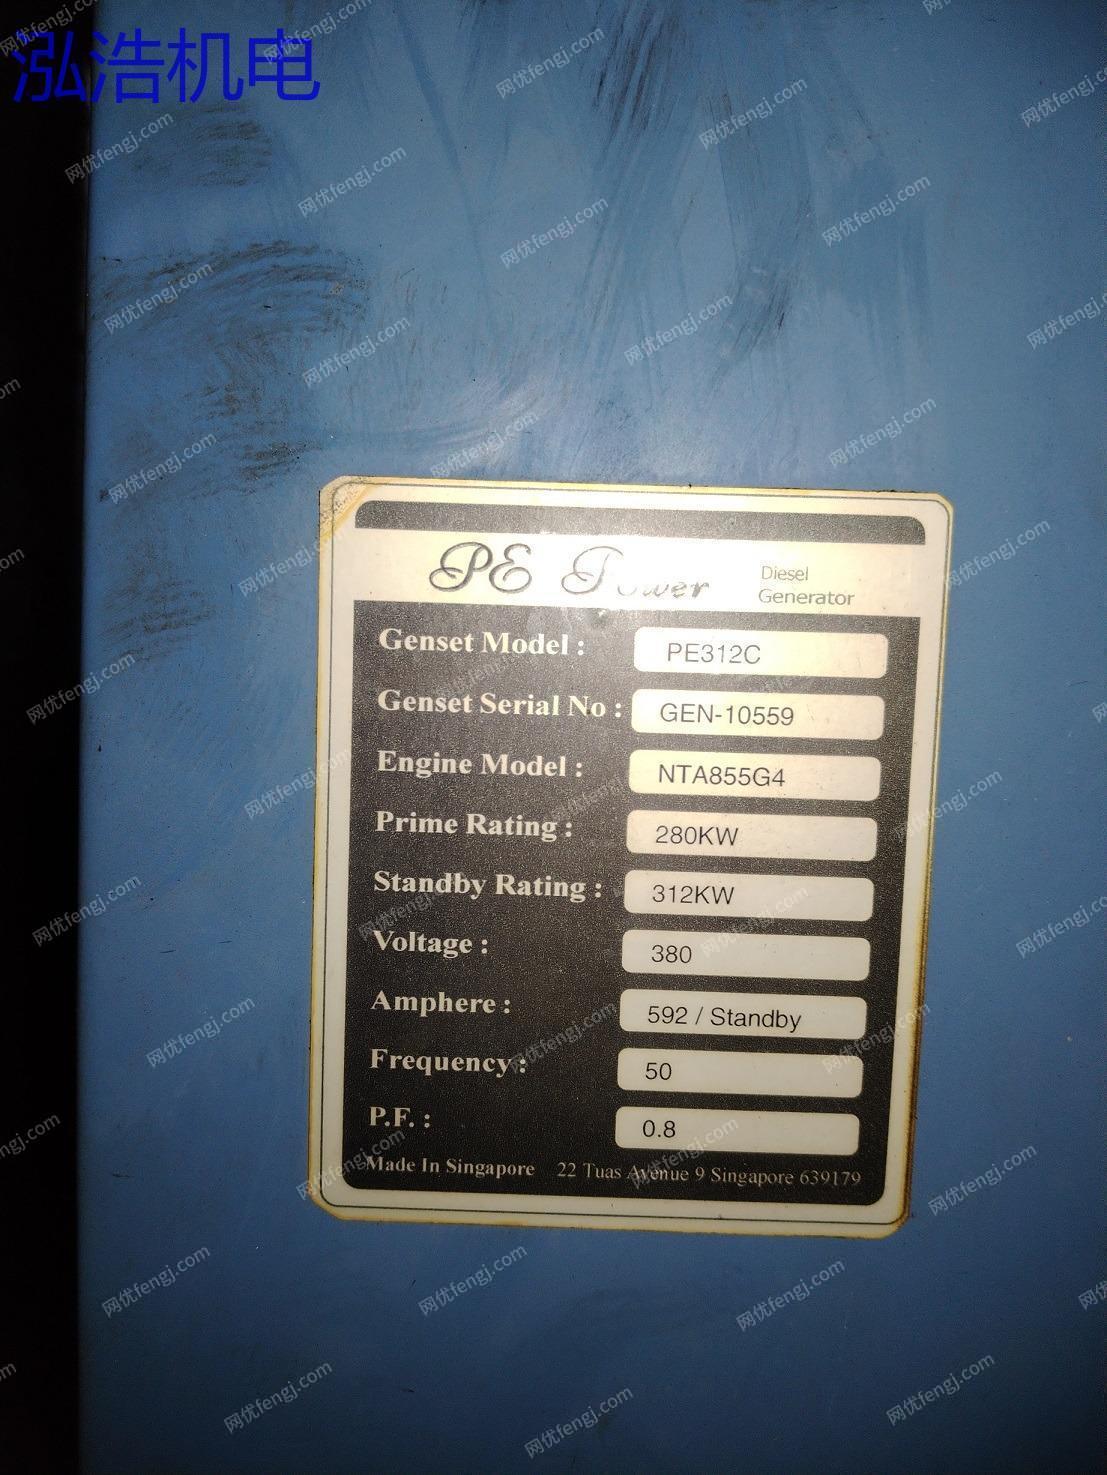 泓浩机电
PE Power
Diesel
Generator
Genset Model : PE312C
Genset Serial No : GEN-10559
Engine Model : NTA855G4
Prime Rating : 280KW
Standby Rating : 312KW
Voltage : 380
Amphere : 592 / Standby
Frequency : 50
P.F. : 0.8
Made In Singapore 22 Tuas Avenue 9 Singapore 639179
网优fengj.com